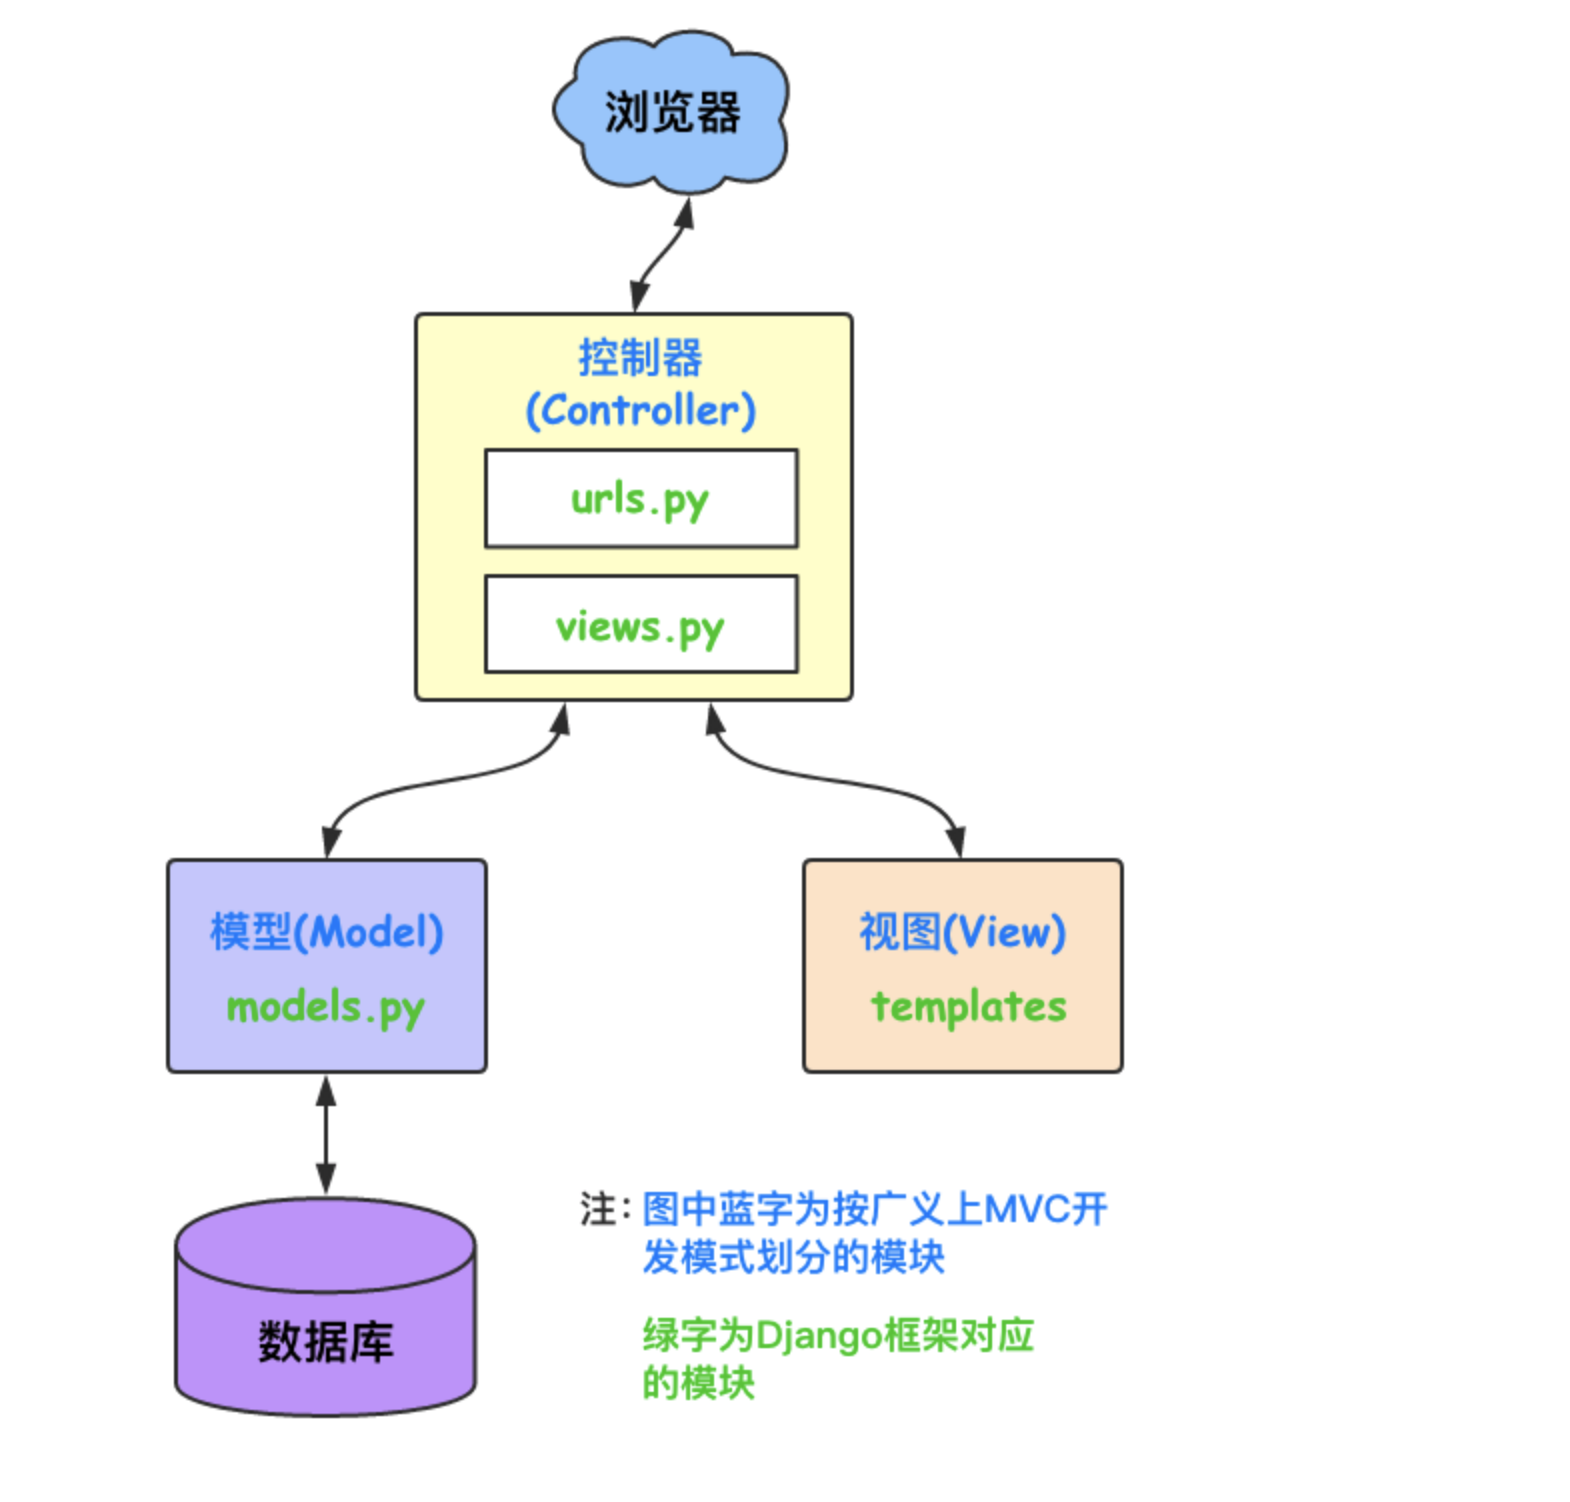 浏览器
控制器
(Controller)
urls.py
views.py
模型(Model)
models.py
视图(View)
templates
数据库
注：图中蓝字为按广义上MVC开
发模式划分的模块
绿字为Django框架对应
的模块